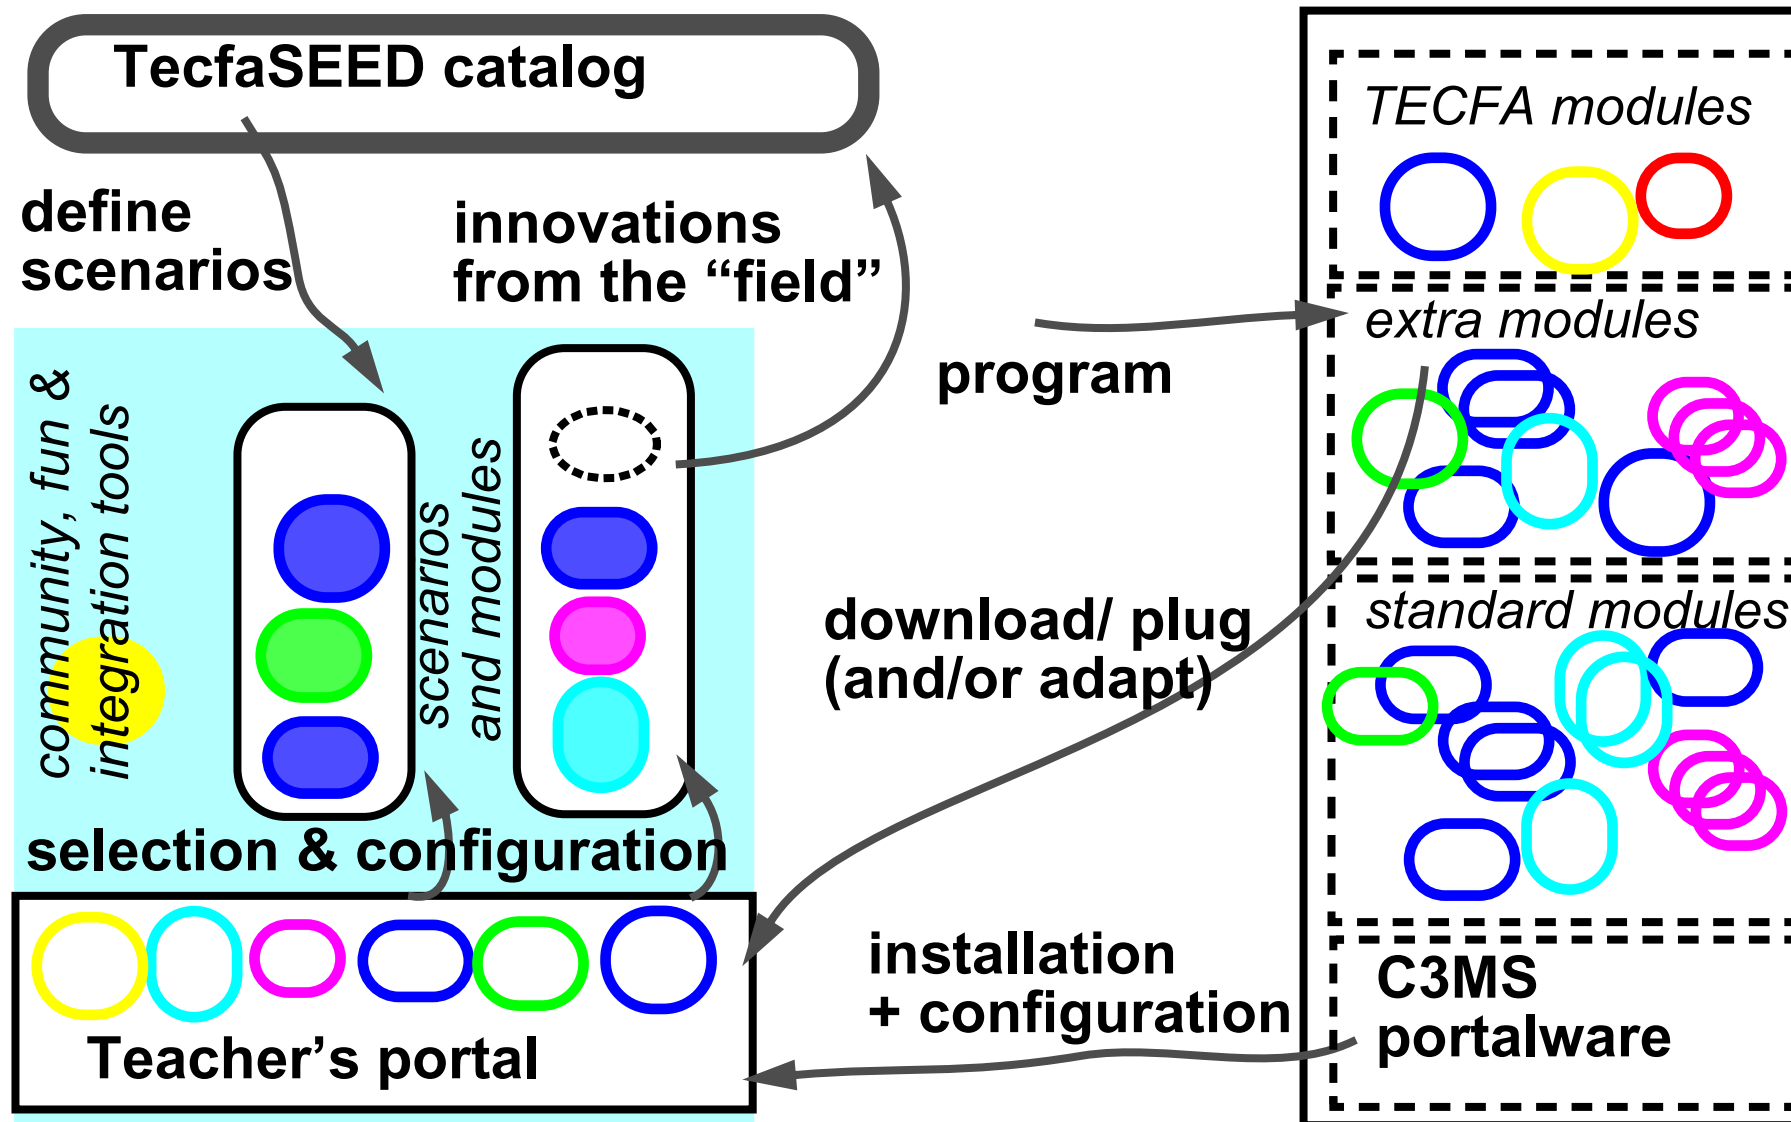 TecfaSEED catalog
define
scenarios
innovations
from the “field”
community, fun &
integration tools
scenarios
and modules
selection & configuration
Teacher’s portal
program
download/ plug
(and/or adapt)
installation
+ configuration
TECFA modules
extra modules
standard modules
C3MS
portalware